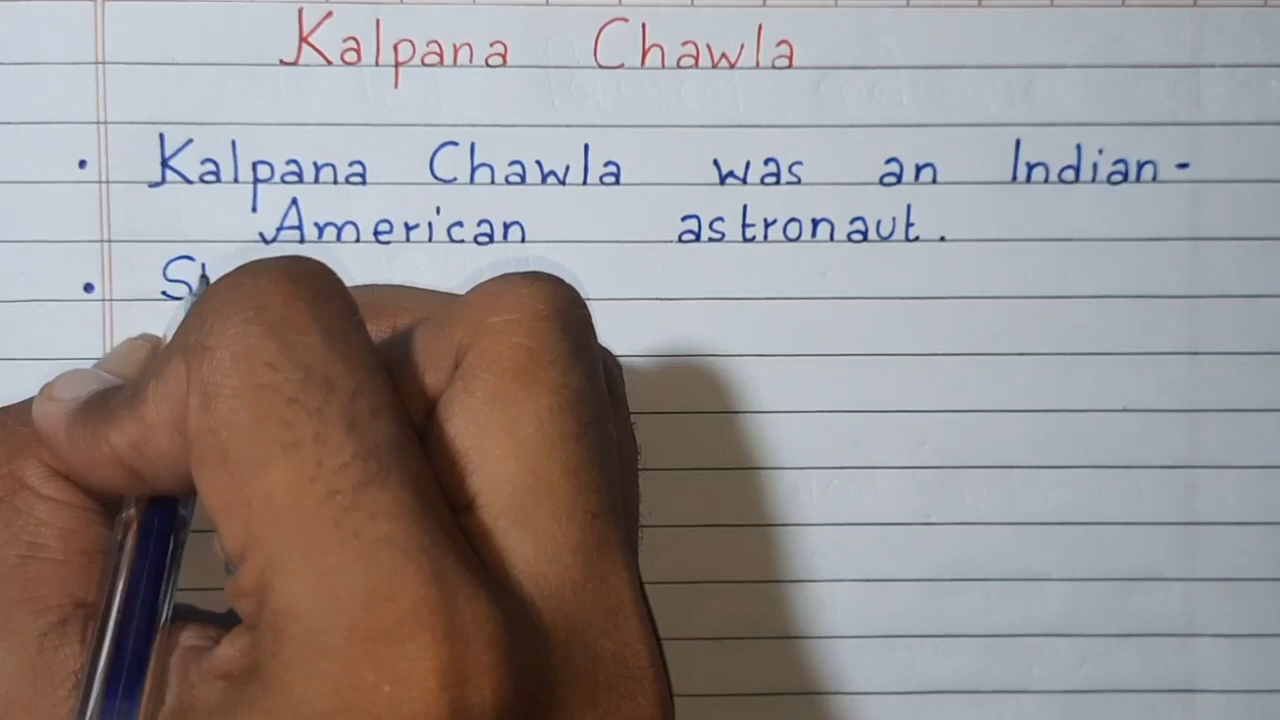 Kalpana Chawla
• Kalpana Chawla was an Indian-
American astronaut.
•